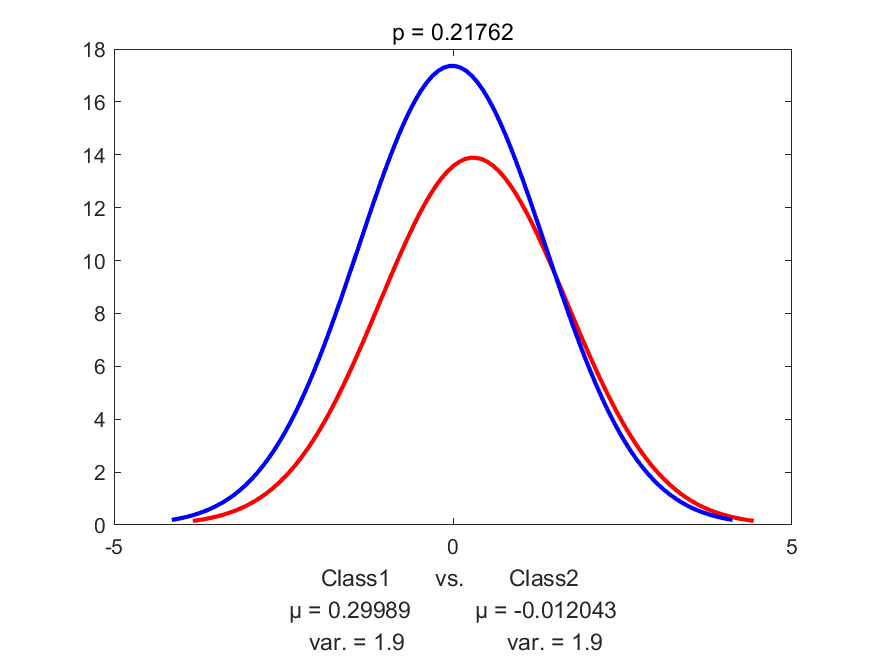 p = 0.21762
18
16
14
12
10
8
6
4
2
0
-5 0 5
Class1 vs. Class2
μ = 0.29989 μ = -0.012043
var. = 1.9 var. = 1.9